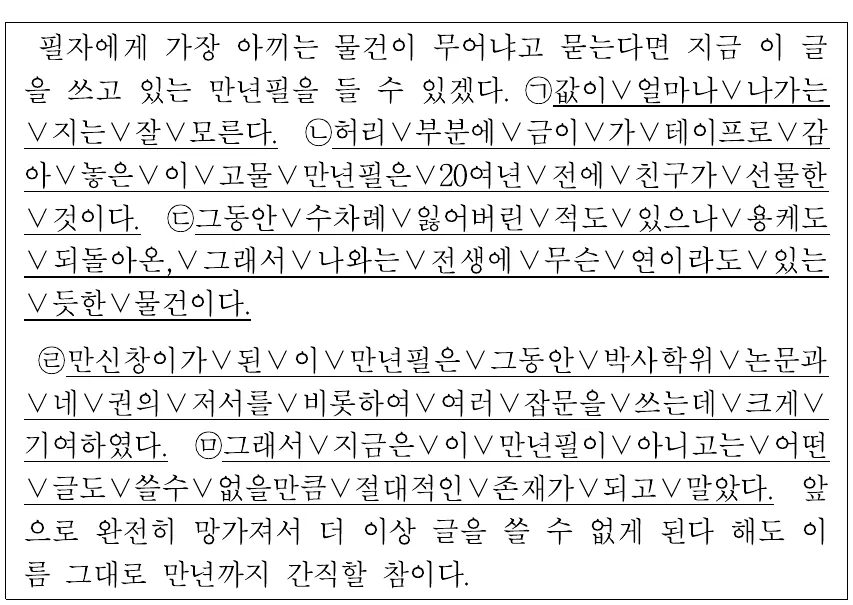 필자에게 가장 아끼는 물건이 무어냐고 묻는다면 지금 이 글
을 쓰고 있는 만년필을 들 수 있겠다. ㉠값이∨얼마나∨나가는
∨지는∨잘∨모른다. ㉡허리∨부분에∨금이∨가∨테이프로∨감
아∨놓은∨이∨고물∨만년필은∨20여년∨전에∨친구가∨선물한
∨것이다. ㉢그동안∨수차례∨잃어버린∨적도∨있으나∨용케도
∨되돌아온,∨그래서∨나와는∨전생에∨무슨∨연이라도∨있는
∨듯한∨물건이다.
㉣만신창이가∨된∨이∨만년필은∨그동안∨박사학위∨논문과
∨네∨권의∨저서를∨비롯하여∨여러∨잡문을∨쓰는데∨크게∨
기여하였다. ㉤그래서∨지금은∨이∨만년필이∨아니고는∨어떤
∨글도∨쓸수∨없을만큼∨절대적인∨존재가∨되고∨말았다. 앞
으로 완전히 망가져서 더 이상 글을 쓸 수 없게 된다 해도 이
름 그대로 만년까지 간직할 참이다.